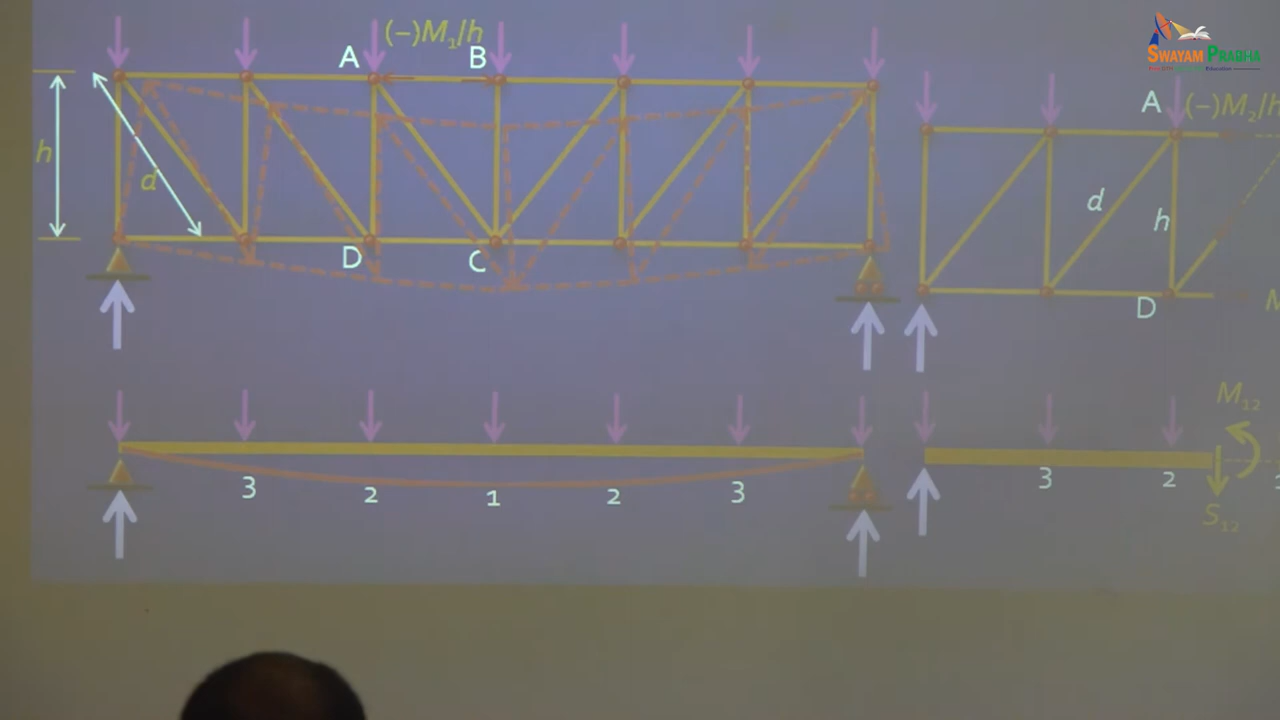 SWAYAM PRABHA
(−)M₁/h
A
B
A
(−)M₂/h
h
d
d
h
D
C
D
M
M₁₂
3
2
1
2
3
3
2
S₁₂